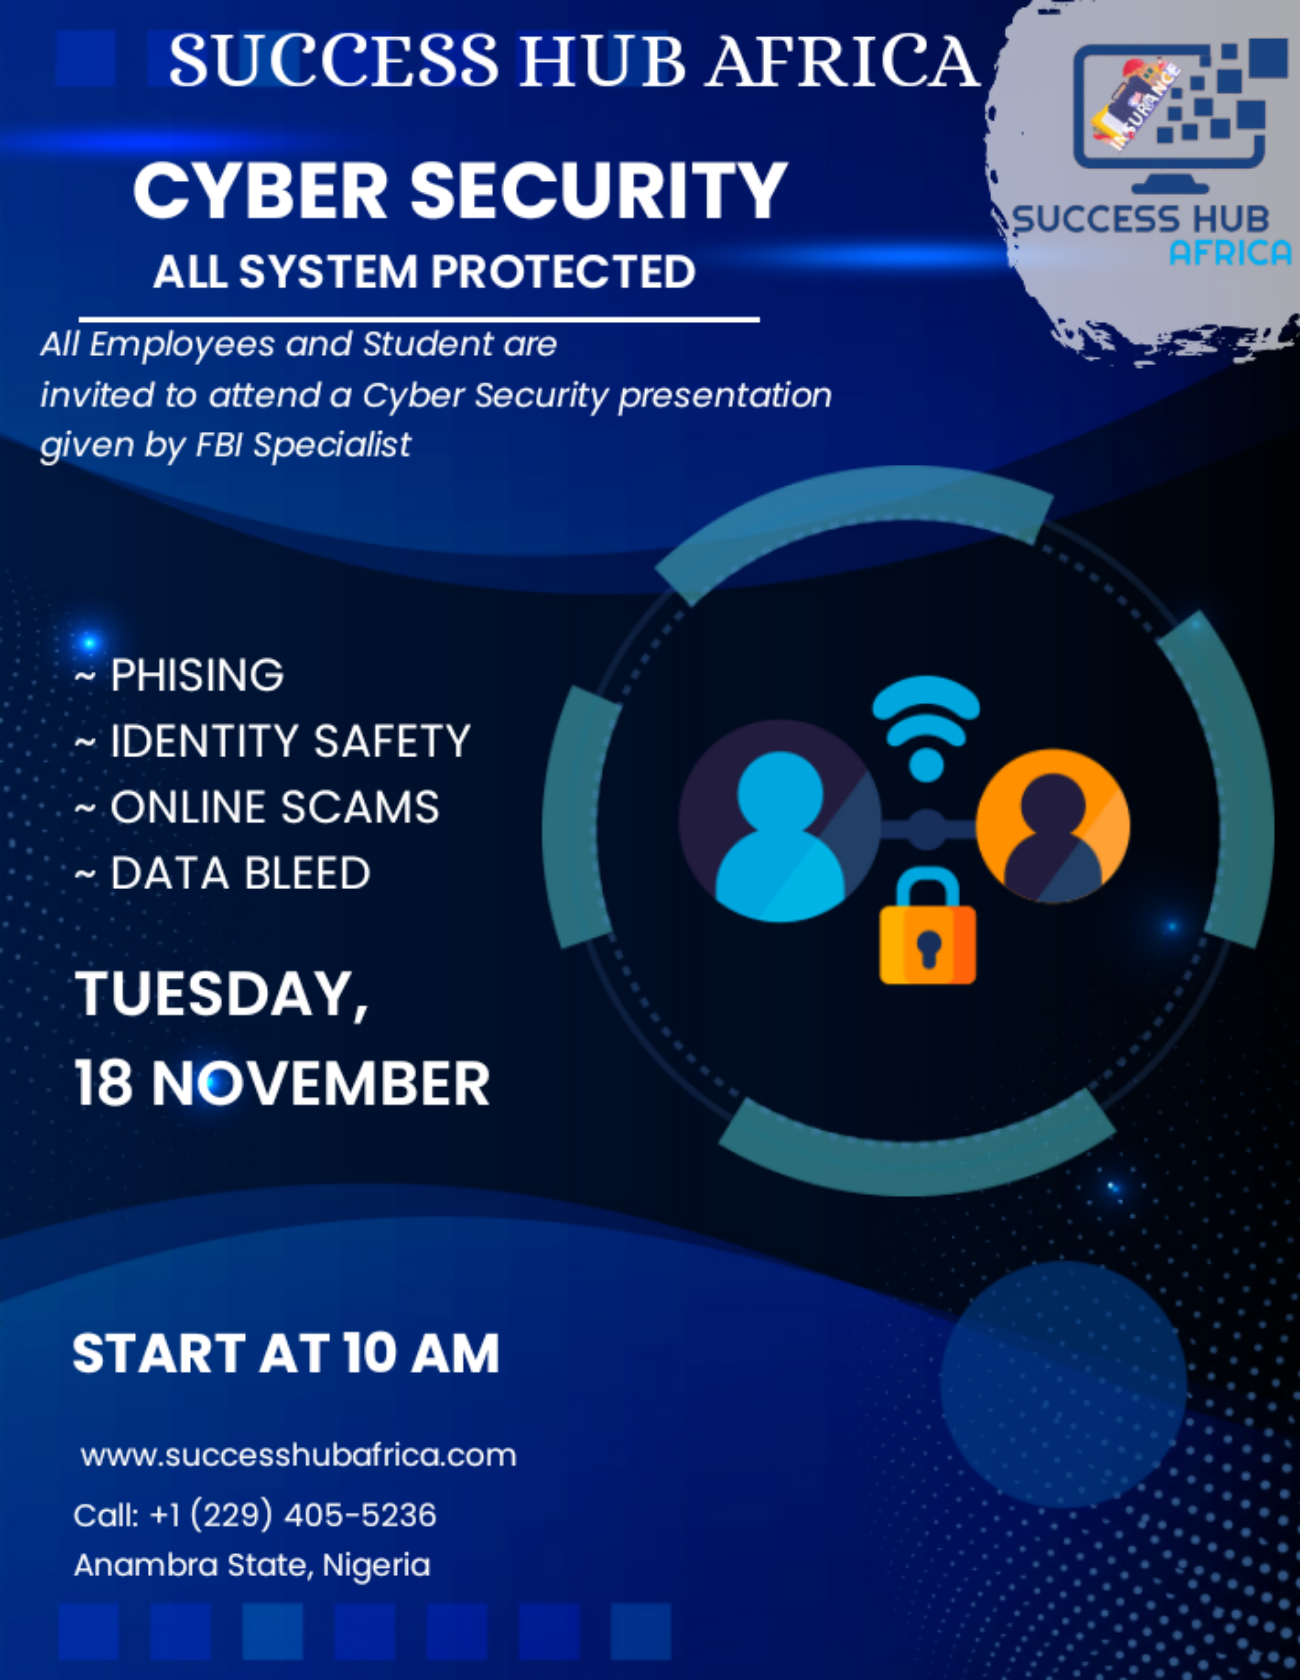 SUCCESS HUB AFRICA
INSURANCE
SUCCESS HUB
AFRICA
CYBER SECURITY
ALL SYSTEM PROTECTED
All Employees and Student are
invited to attend a Cyber Security presentation
given by FBI Specialist
~ PHISING
~ IDENTITY SAFETY
~ ONLINE SCAMS
~ DATA BLEED
TUESDAY,
18 NOVEMBER
START AT 10 AM
www.successhubafrica.com
Call: +1 (229) 405-5236
Anambra State, Nigeria